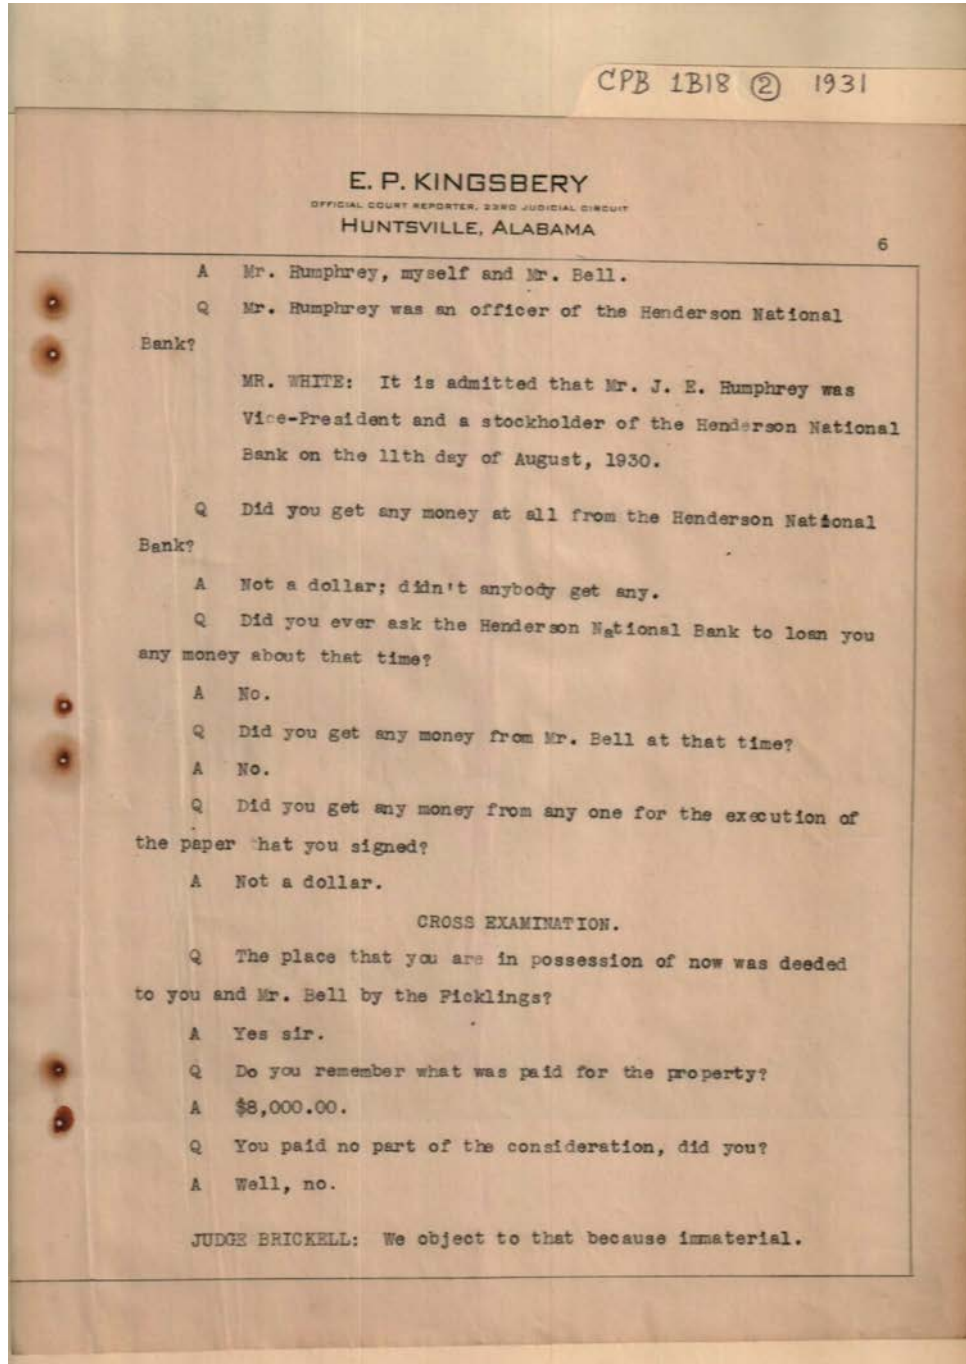 CPB 1B18 ② 1931
E. P. KINGSBERY
OFFICIAL COURT REPORTER, 23RD JUDICIAL CIRCUIT
HUNTSVILLE, ALABAMA
6
A Mr. Humphrey, myself and Mr. Bell.
Q Mr. Humphrey was an officer of the Henderson National
Bank?
MR. WHITE: It is admitted that Mr. J. E. Humphrey was
Vice-President and a stockholder of the Henderson National
Bank on the 11th day of August, 1930.
Q Did you get any money at all from the Henderson National
Bank?
A Not a dollar; didn't anybody get any.
Q Did you ever ask the Henderson National Bank to loan you
any money about that time?
A No.
Q Did you get any money from Mr. Bell at that time?
A No.
Q Did you get any money from any one for the execution of
the paper that you signed?
A Not a dollar.
CROSS EXAMINATION.
Q The place that you are in possession of now was deeded
to you and Mr. Bell by the Ficklings?
A Yes sir.
Q Do you remember what was paid for the property?
A $8,000.00.
Q You paid no part of the consideration, did you?
A Well, no.
JUDGE BRICKELL: We object to that because immaterial.